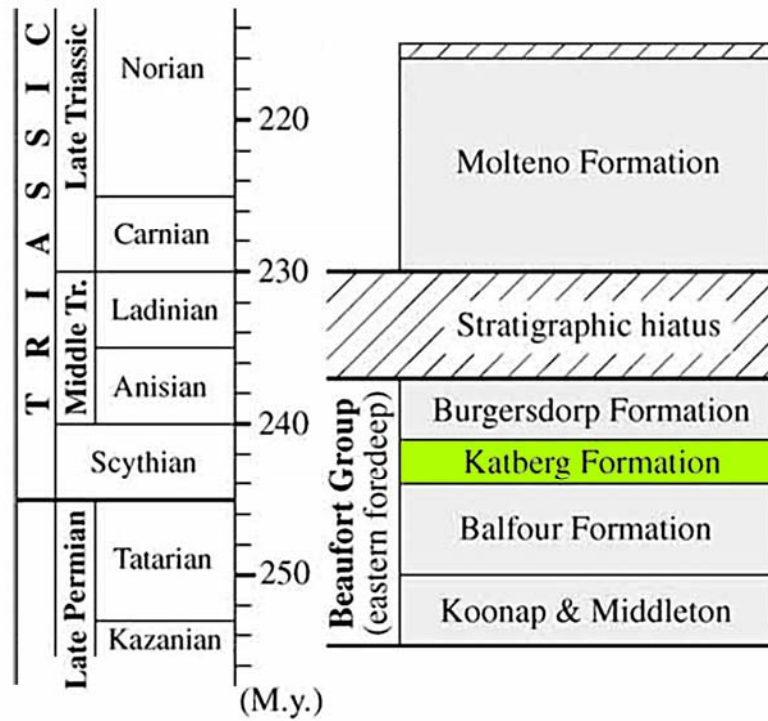 TRIASSIC
Late Triassic
Middle Tr.
Late Permian
Norian
Carnian
Ladinian
Anisian
Scythian
Tatarian
Kazanian
220
230
240
250
(M.y.)
Molteno Formation
Stratigraphic hiatus
Beaufort Group
(eastern foredeep)
Burgersdorp Formation
Katberg Formation
Balfour Formation
Koonap & Middleton